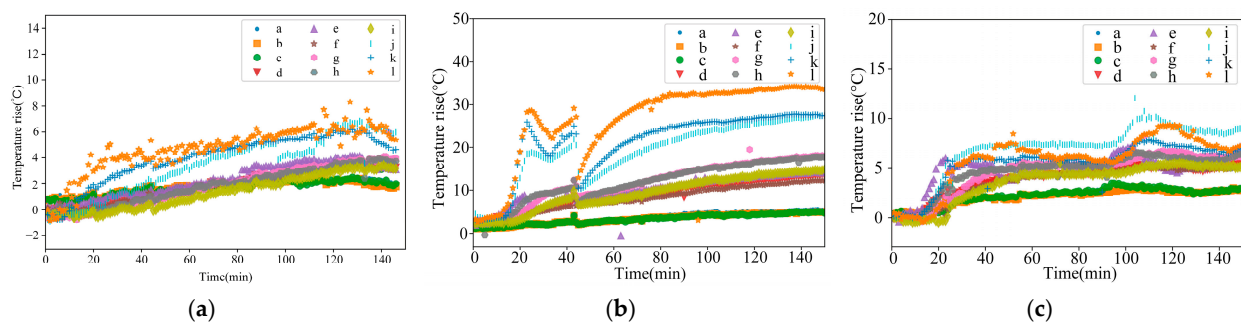 14
12
10
8
6
4
2
0
−2
Temperature rise(°C)
a e i
b f j
c g k
d h l
0 20 40 60 80 100 120 140
Timc(min)
(a)
50
40
30
20
10
0
Temperature rise(°C)
a e i
b f j
c g k
d h l
0 20 40 60 80 100 120 140
Time(min)
(b)
20
15
10
5
0
Temperature rise(°C)
a e i
b f j
c g k
d h l
0 20 40 60 80 100 120 140
Time(min)
(c)